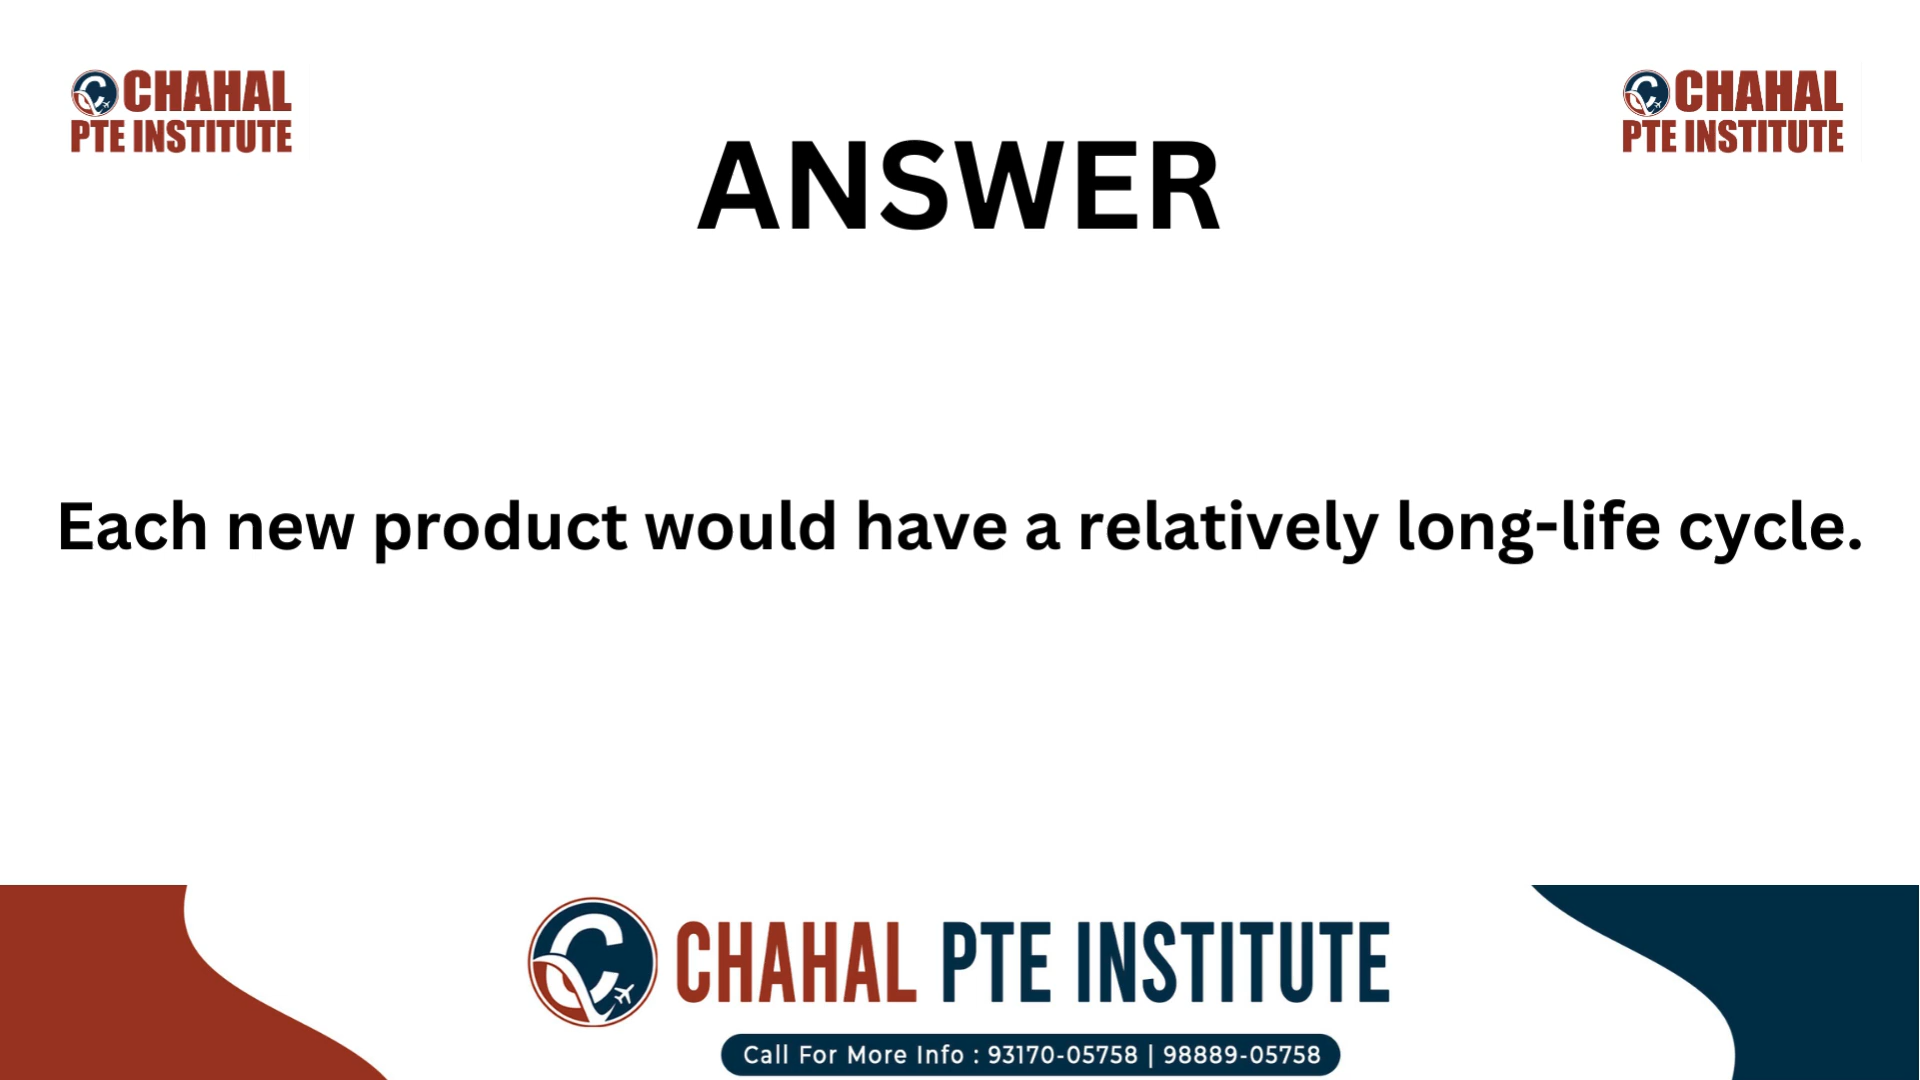 CHAHAL
PTE INSTITUTE
CHAHAL
PTE INSTITUTE
ANSWER
Each new product would have a relatively long-life cycle.
CHAHAL PTE INSTITUTE
Call For More Info : 93170-05758 | 98889-05758